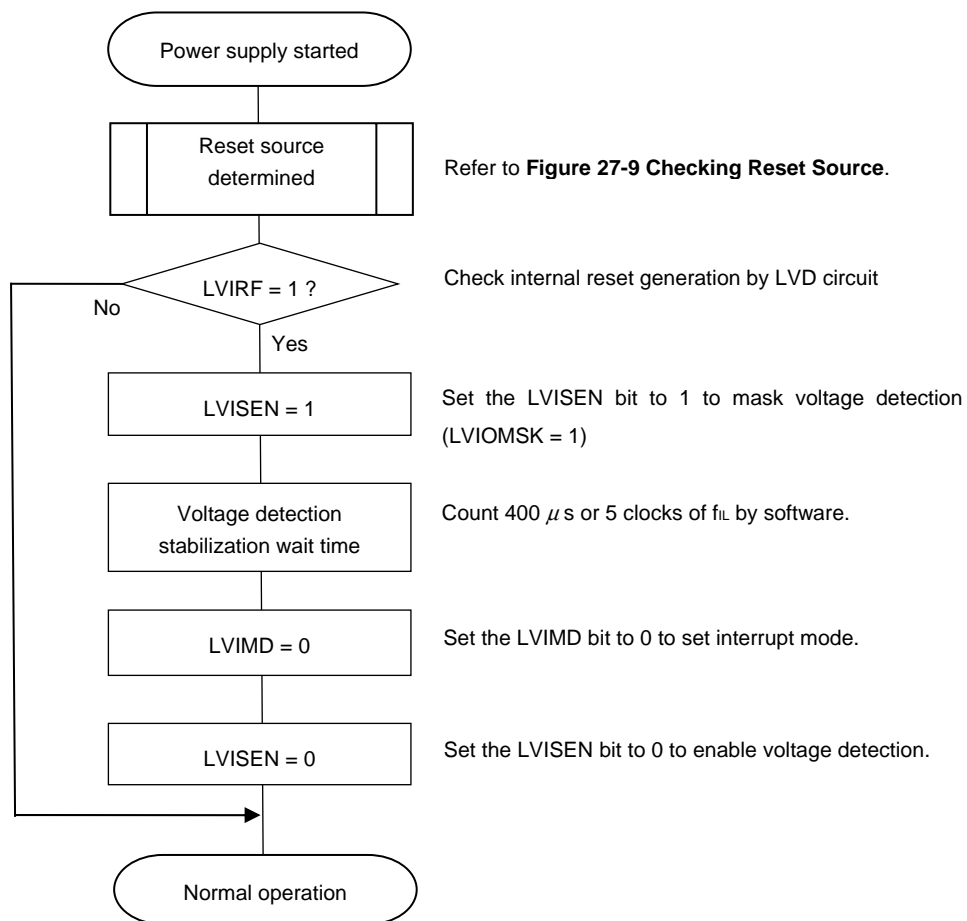 Power supply started
Reset source
determined
Refer to Figure 27-9 Checking Reset Source.
LVIRF = 1 ?
Check internal reset generation by LVD circuit
No
Yes
LVISEN = 1
Set the LVISEN bit to 1 to mask voltage detection
(LVIOMSK = 1)
Voltage detection
stabilization wait time
Count 400 μs or 5 clocks of fIL by software.
LVIMD = 0
Set the LVIMD bit to 0 to set interrupt mode.
LVISEN = 0
Set the LVISEN bit to 0 to enable voltage detection.
Normal operation